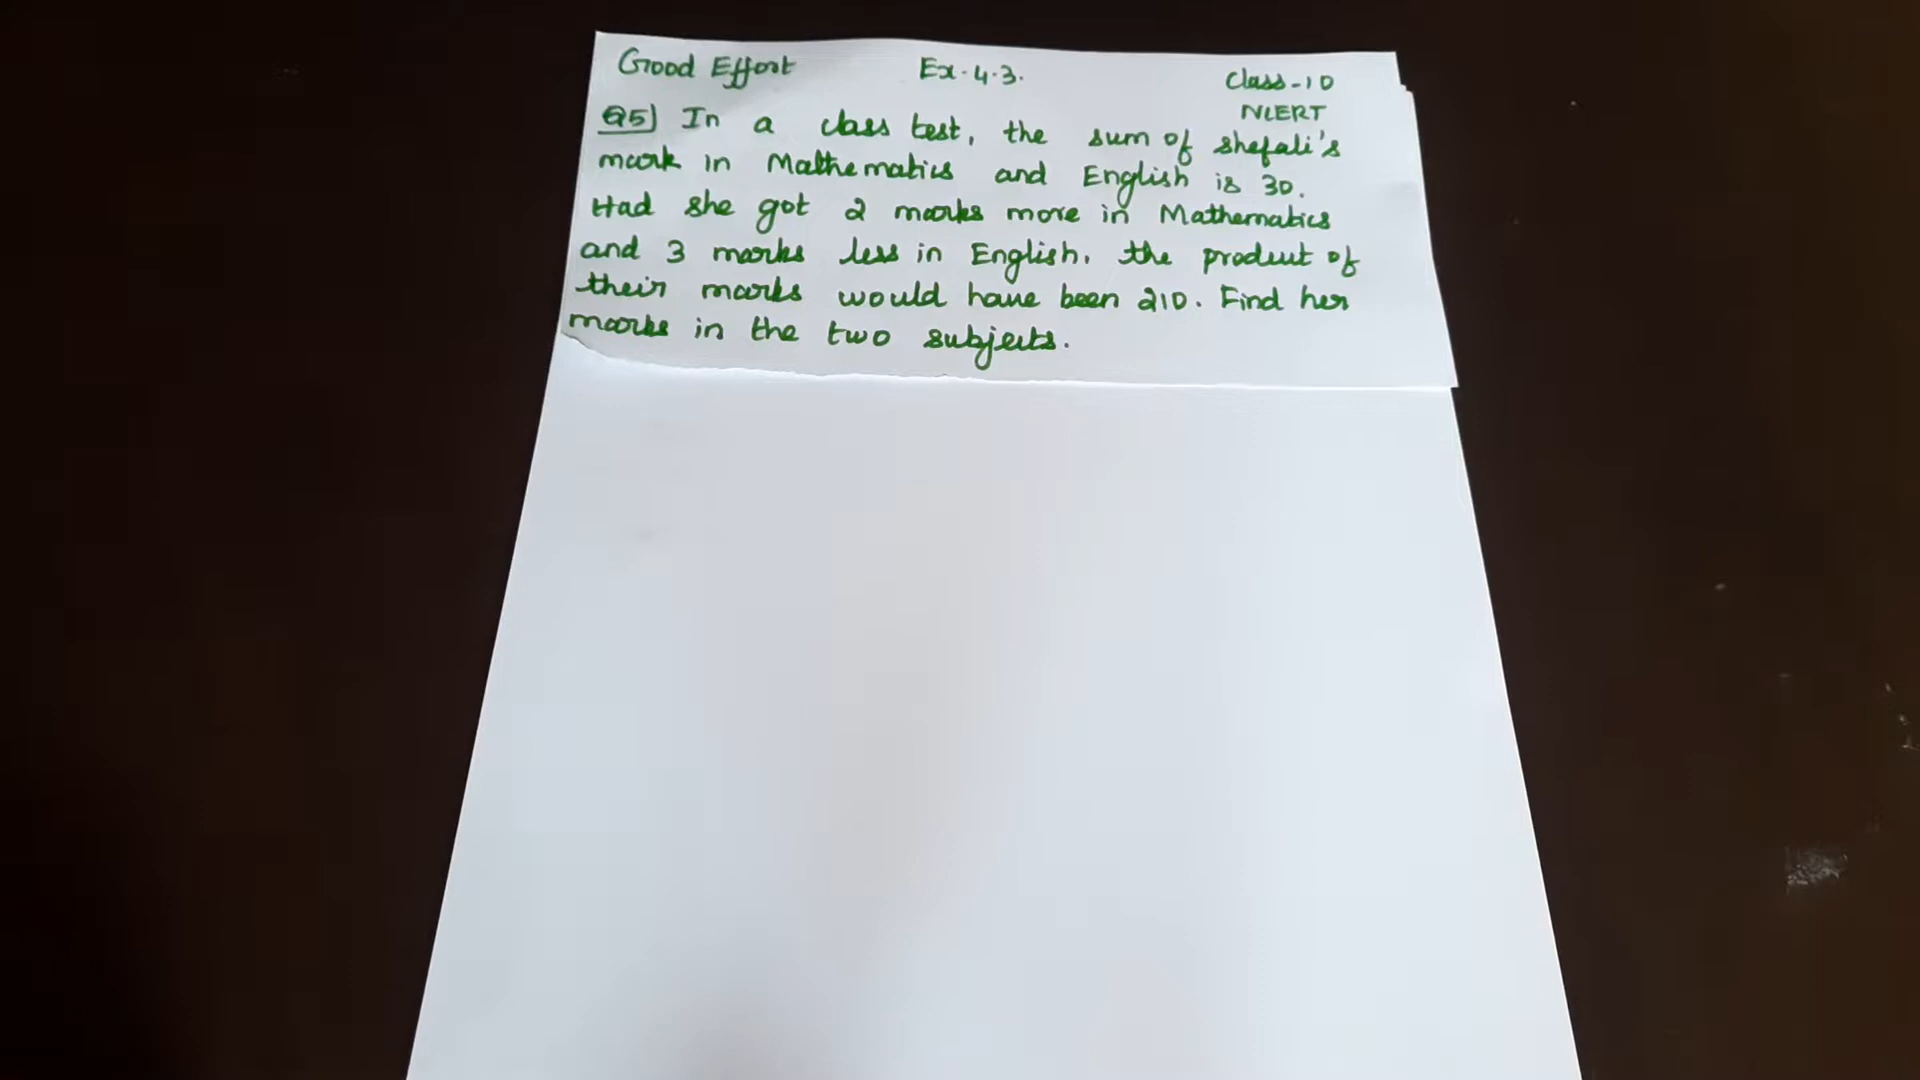 Good Effort Ex. 4.3. Class-10
NCERT
Q5] In a class test, the sum of shefali's
mark in Mathematics and English is 30.
Had she got 2 marks more in Mathematics
and 3 marks less in English, the product of
their marks would have been 210. Find her
marks in the two subjects.